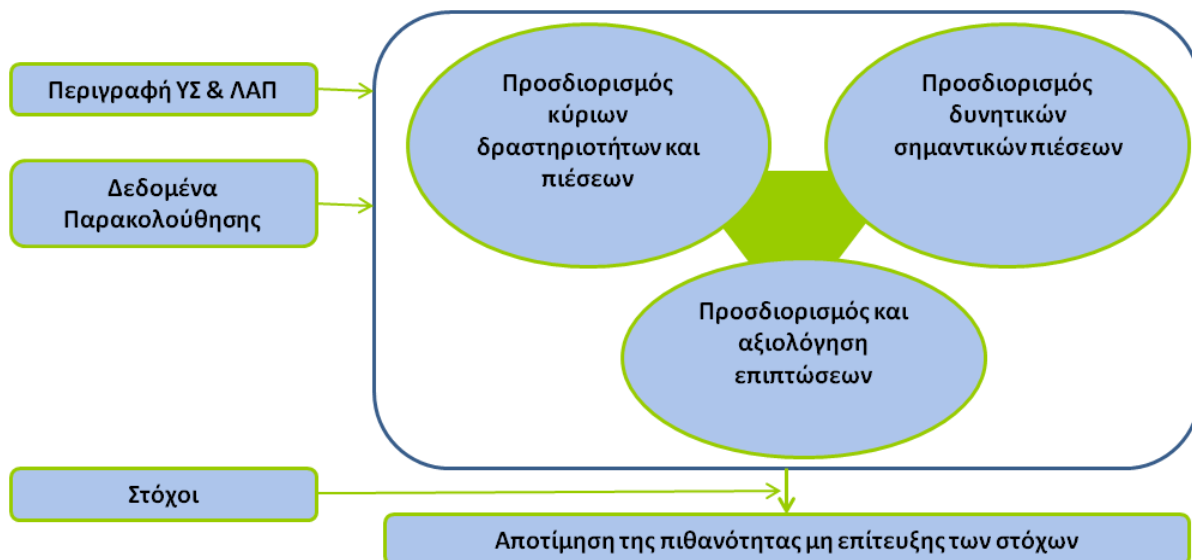 Περιγραφή ΥΣ & ΛΑΠ
Δεδομένα
Παρακολούθησης
Προσδιορισμός
κύριων
δραστηριοτήτων και
πιέσεων
Προσδιορισμός
δυνητικών
σημαντικών πιέσεων
Προσδιορισμός και
αξιολόγηση
επιπτώσεων
Στόχοι
Αποτίμηση της πιθανότητας μη επίτευξης των στόχων